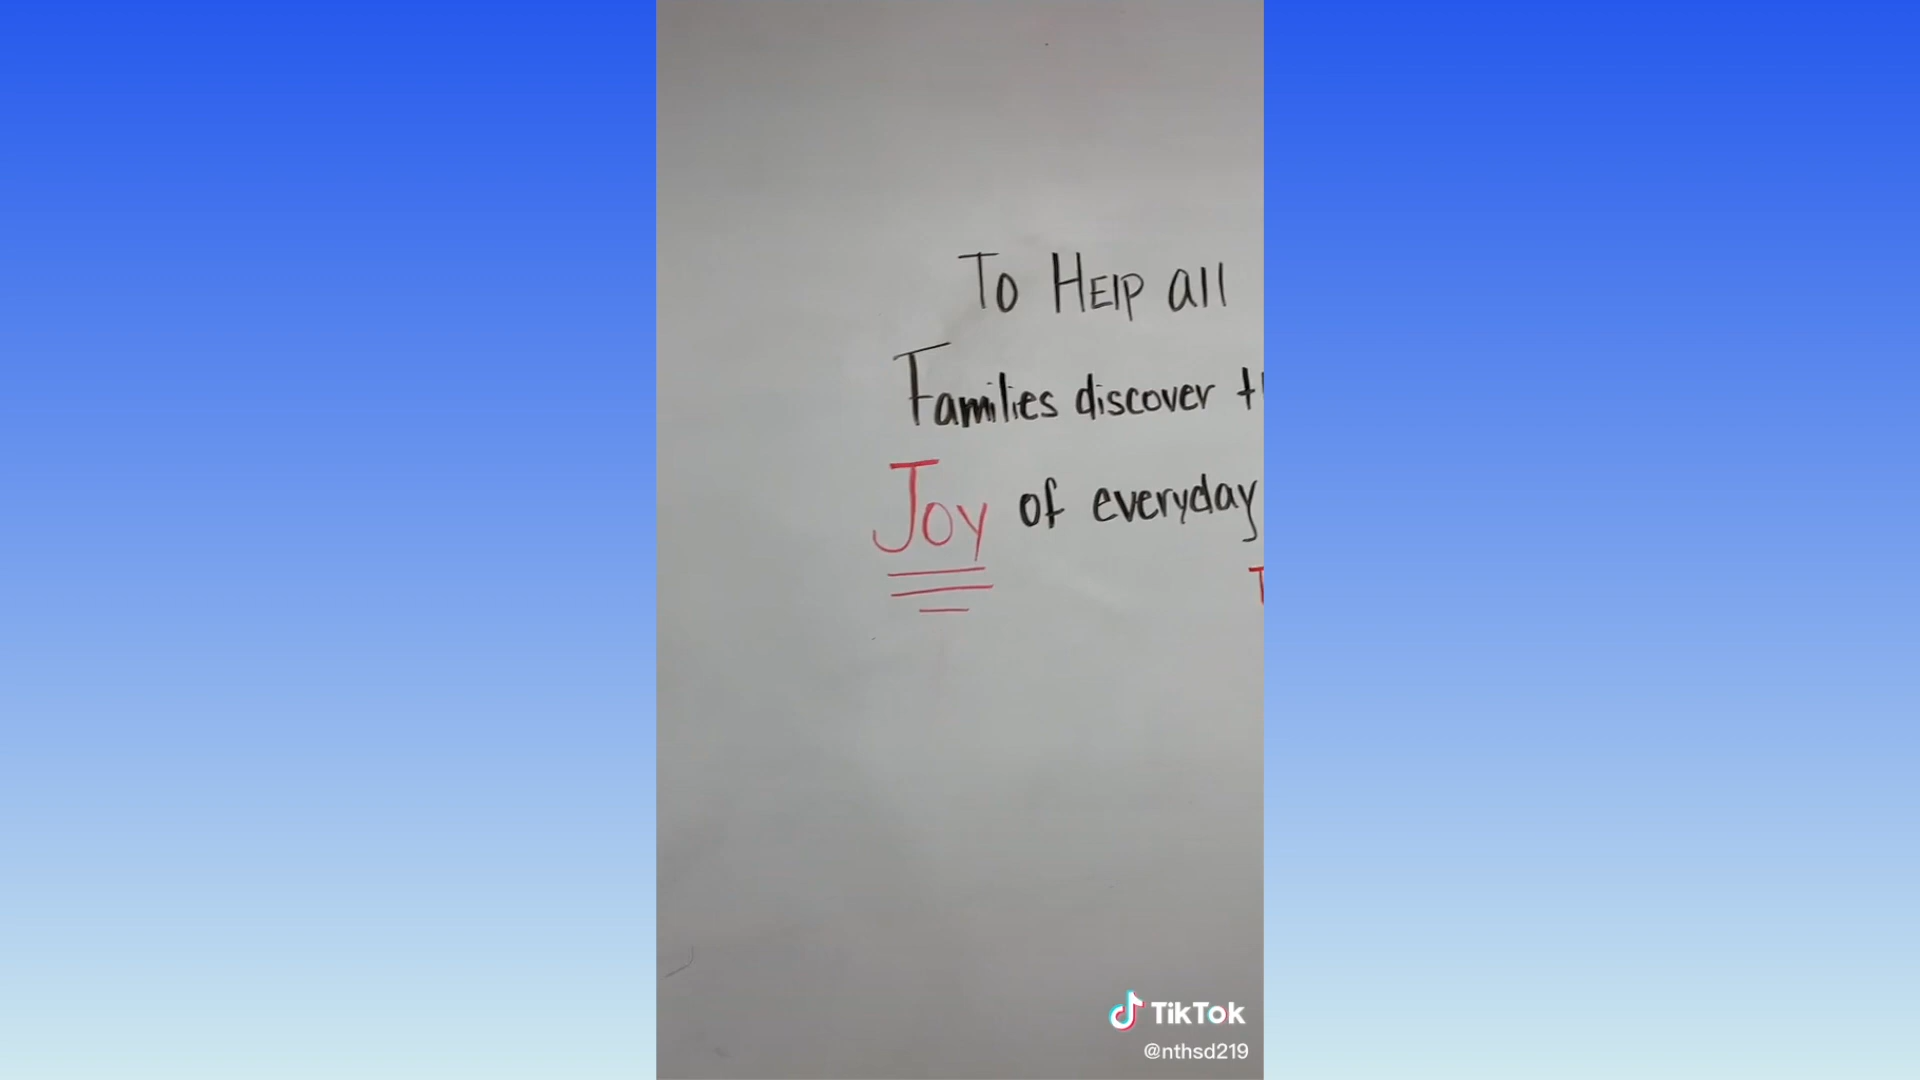 To Help all
Families discover
Joy of everyday
TikTok
@nthsd219